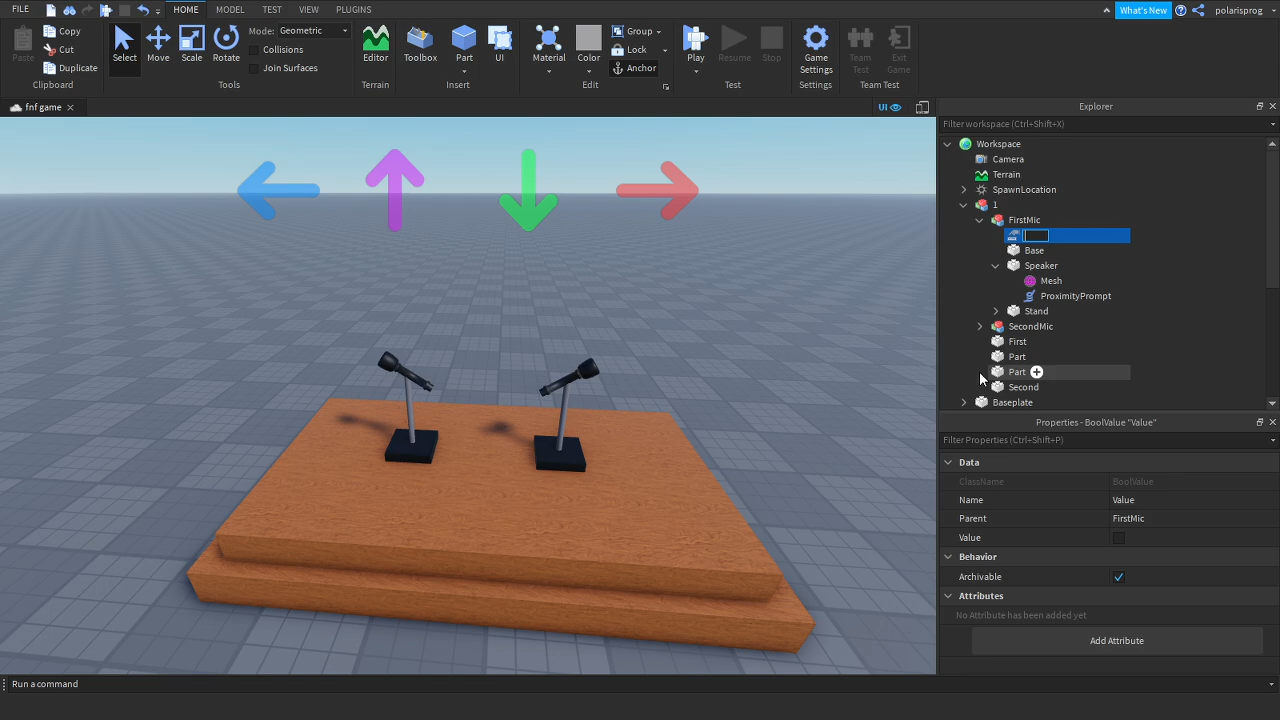 FILE HOME MODEL TEST VIEW PLUGINS What's New polarisprog
Paste Copy Cut Duplicate Clipboard
Select Move Scale Rotate Mode: Geometric Collisions Join Surfaces Tools
Editor Terrain
Toolbox Part UI Insert
Material Color Group Lock Anchor Edit
Play Resume Stop Test
Game Settings Settings
Team Test Exit Game Team Test
fnf game UI
Explorer
Filter workspace (Ctrl+Shift+X)
Workspace
Camera
Terrain
SpawnLocation
1
FirstMic
Base
Speaker
Mesh
ProximityPrompt
Stand
SecondMic
First
Part
Part
Second
Baseplate
Properties - BoolValue "Value"
Filter Properties (Ctrl+Shift+P)
Data
ClassName BoolValue
Name Value
Parent FirstMic
Value
Behavior
Archivable
Attributes
No Attribute has been added yet
Add Attribute
Run a command